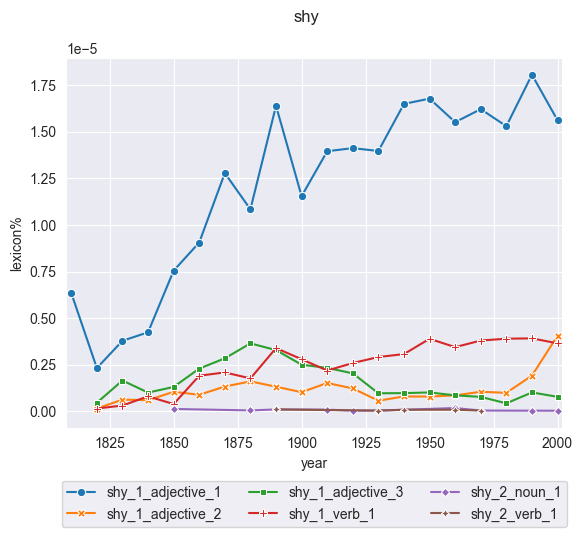 shy
1e−5
1.75
1.50
1.25
1.00
0.75
0.50
0.25
0.00
lexicon%
1825 1850 1875 1900 1925 1950 1975 2000
year
shy_1_adjective_1 shy_1_adjective_3 shy_2_noun_1
shy_1_adjective_2 shy_1_verb_1 shy_2_verb_1